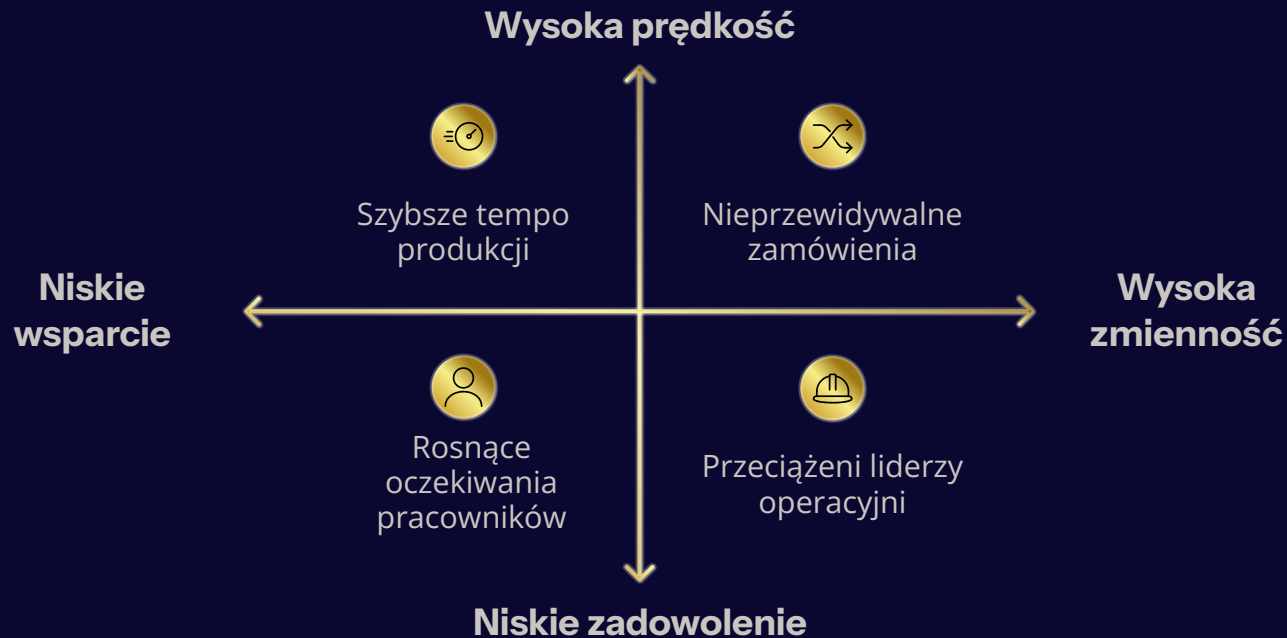 Wysoka prędkość
Szybsze tempo
produkcji
Nieprzewidywalne
zamówienia
Niskie
wsparcie
Wysoka
zmienność
Rosnące
oczekiwania
pracowników
Przeciążeni liderzy
operacyjni
Niskie zadowolenie